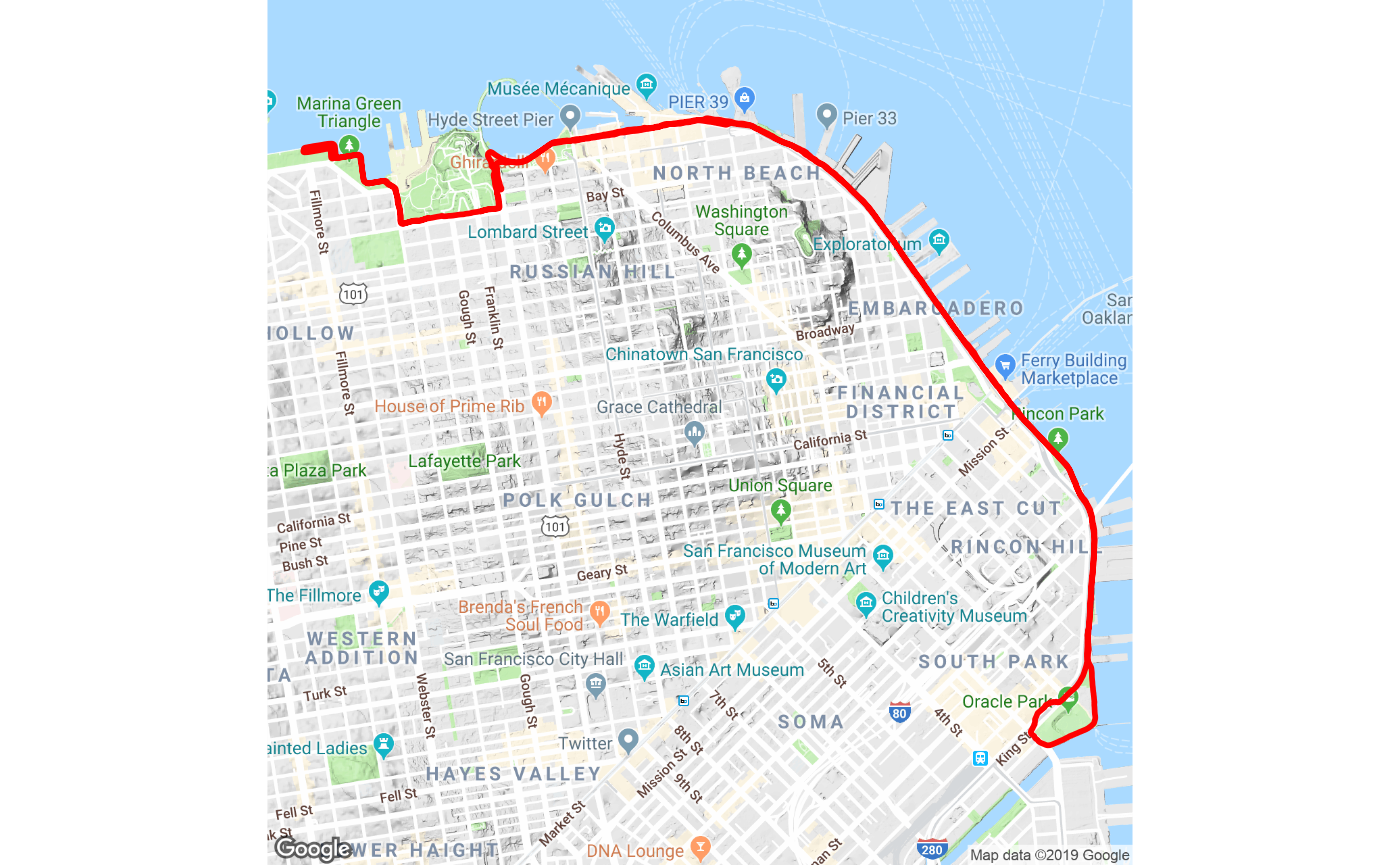 Musée Mécanique
PIER 39
Marina Green
Triangle
Hyde Street Pier
Pier 33
Ghirardelli
NORTH BEACH
Bay St
Fillmore St
Washington
Square
Columbus Ave
Lombard Street
Exploratorium
RUSSIAN HILL
101
Gough St
Franklin St
San
Oaklan
EMBARCADERO
HOLLOW
Broadway
Fillmore St
Chinatown San Francisco
Ferry Building
Marketplace
FINANCIAL
DISTRICT
House of Prime Rib
Grace Cathedral
Rincon Park
Hyde St
California St
Mission St
Lafayette Park
ta Plaza Park
Union Square
POLK GULCH
THE EAST CUT
California St
101
Pine St
San Francisco Museum
of Modern Art
RINCON HILL
Bush St
Geary St
The Fillmore
Brenda's French
Soul Food
The Warfield
Children's
Creativity Museum
WESTERN
ADDITION
San Francisco City Hall
Asian Art Museum
5th St
SOUTH PARK
TA
Turk St
Webster St
Gough St
7th St
Oracle Park
80
4th St
SOMA
Twitter
8th St
King St
ainted Ladies
HAYES VALLEY
Mission St
9th St
Fell St
Fell St
Market St
k St
Google
WER HAIGHT
DNA Lounge
man St
280
Map data ©2019 Google